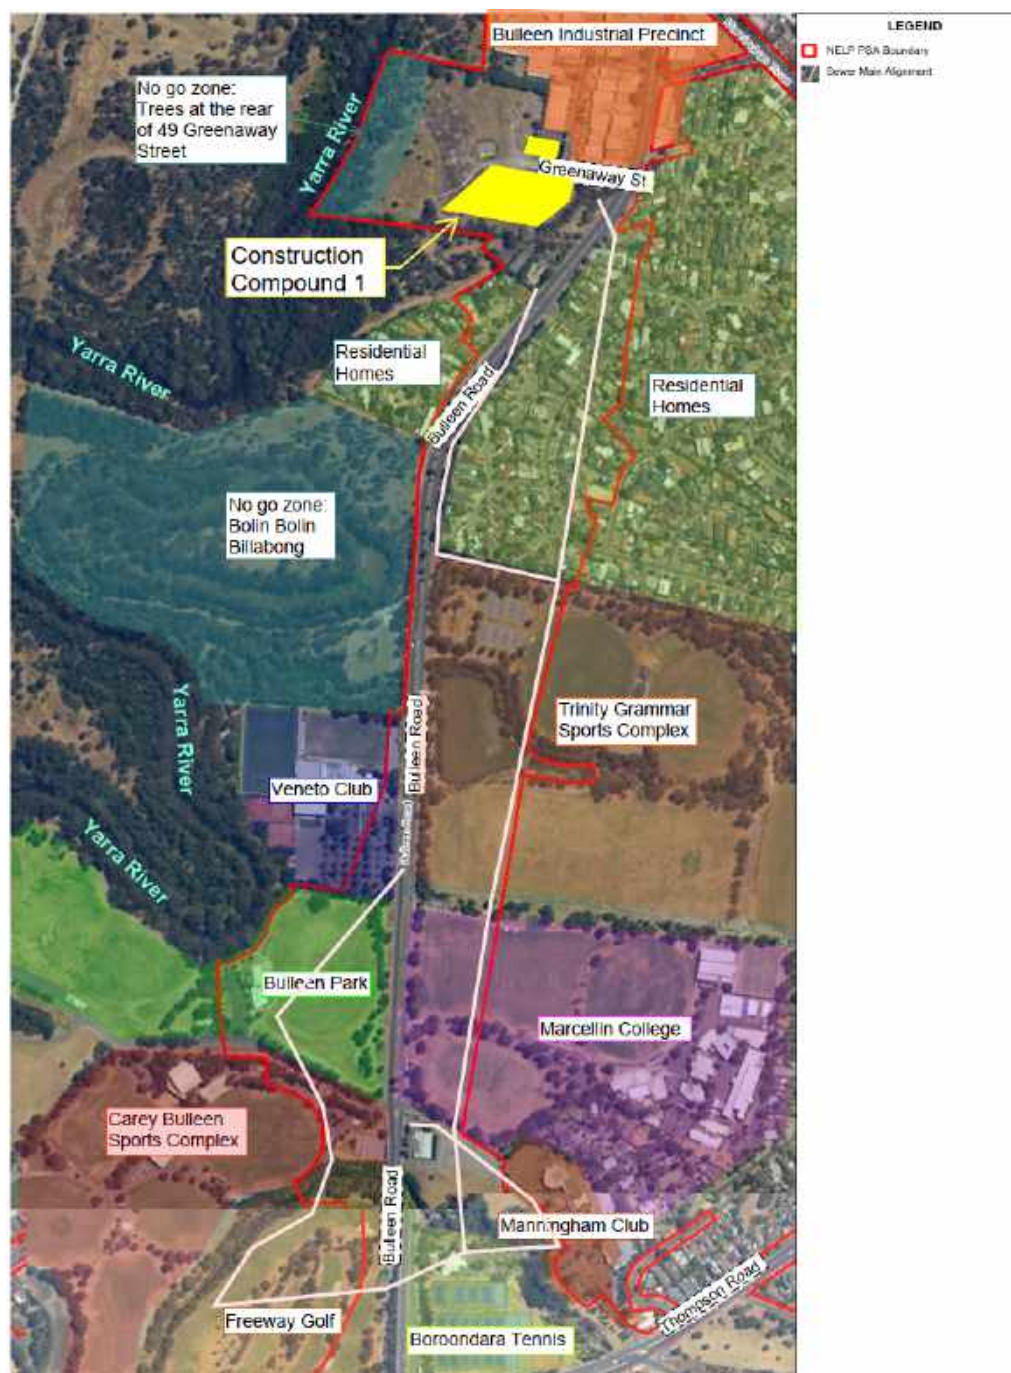 LEGEND
NELP PSA Boundary
Sewer Main Alignment
Bulleen Industrial Precinct
No go zone:
Trees at the rear
of 49 Greenaway
Street
Yarra River
Greenaway St
Construction
Compound 1
Yarra River
Residential
Homes
Residential
Homes
Bulleen Road
No go zone:
Bolin Bolin
Billabong
Yarra River
Trinity Grammar
Sports Complex
Bulleen Road
Veneto Club
Yarra River
Bulleen Park
Marcellin College
Carey Bulleen
Sports Complex
Bulleen Road
Manningham Club
Thompson Road
Freeway Golf
Boroondara Tennis